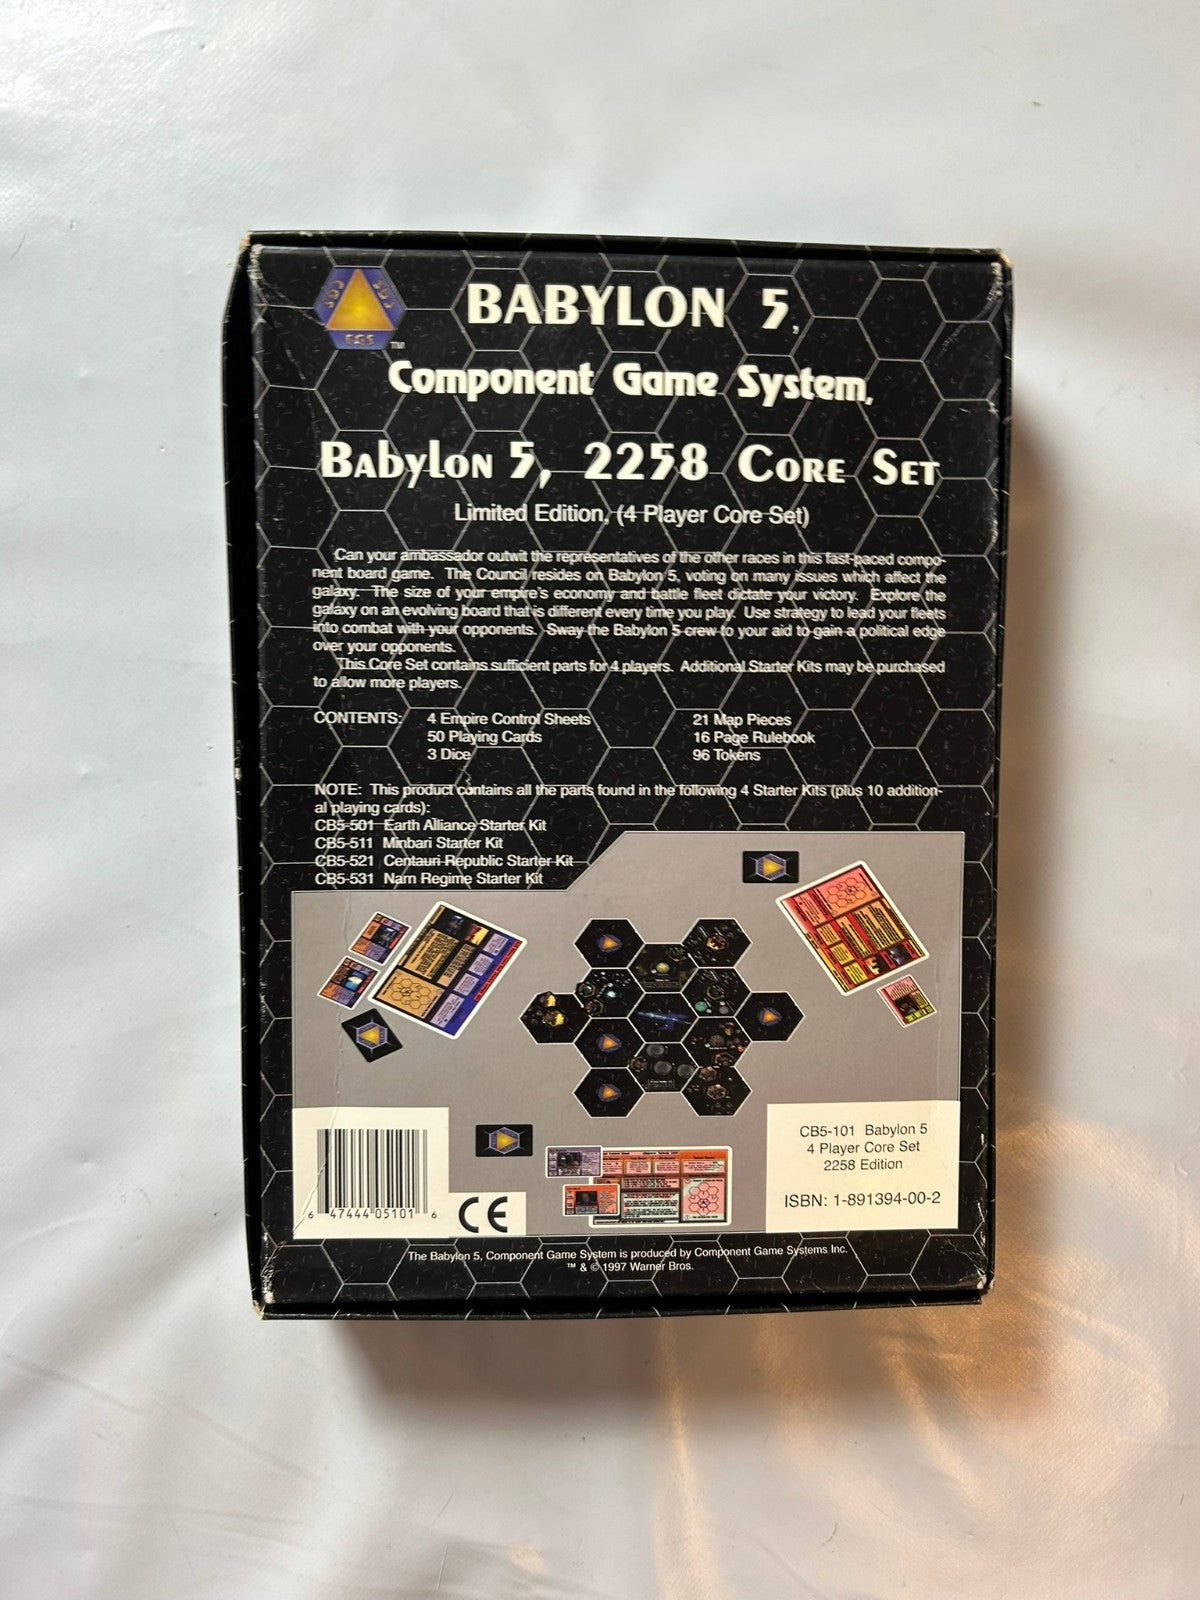 CGS CGS
CGS
TM
BABYLON 5,
Component Game System,
Babylon 5, 2258 Core Set
Limited Edition, (4 Player Core Set)
Can your ambassador outwit the representatives of the other races in this fast-paced compo-
nent board game. The Council resides on Babylon 5, voting on many issues which affect the
galaxy. The size of your empire's economy and battle fleet dictate your victory. Explore the
galaxy on an evolving board that is different every time you play. Use strategy to lead your fleets
into combat with your opponents. Sway the Babylon 5 crew to your aid to gain a political edge
over your opponents.
This Core Set contains sufficient parts for 4 players. Additional Starter Kits may be purchased
to allow more players.
CONTENTS: 4 Empire Control Sheets 21 Map Pieces
50 Playing Cards 16 Page Rulebook
3 Dice 96 Tokens
NOTE: This product contains all the parts found in the following 4 Starter Kits (plus 10 addition-
al playing cards):
CB5-501 Earth Alliance Starter Kit
CB5-511 Minbari Starter Kit
CB5-521 Centauri Republic Starter Kit
CB5-531 Narn Regime Starter Kit
6 47444 05101 6
CE
CB5-101 Babylon 5
4 Player Core Set
2258 Edition
ISBN: 1-891394-00-2
The Babylon 5, Component Game System is produced by Component Game Systems Inc.
™ & © 1997 Warner Bros.